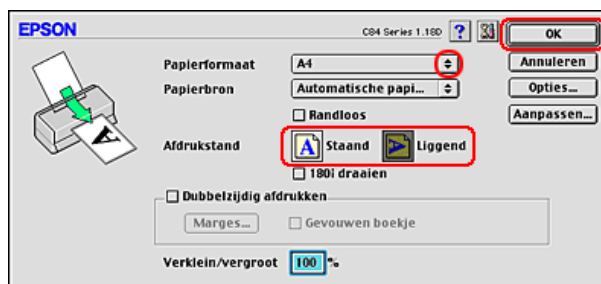 EPSON
C84 Series 1.18D ? OK
Papierformaat A4 Annuleren
Papierbron Automatische papi... Opties...
Randloos Aanpassen...
Afdrukstand A Staand A Liggend
180¡ draaien
Dubbelzijdig afdrukken
Marges... Gevouwen boekje
Verklein/vergroot 100 %
A